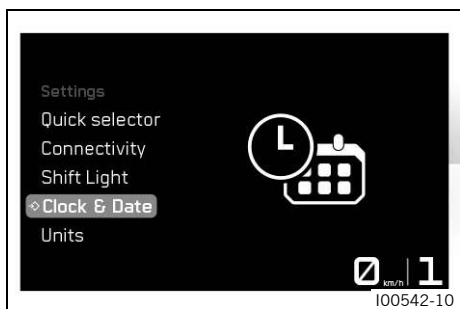 Settings
Quick selector
Connectivity
Shift Light
Clock & Date
Units
0 km/h 1
I00542-10